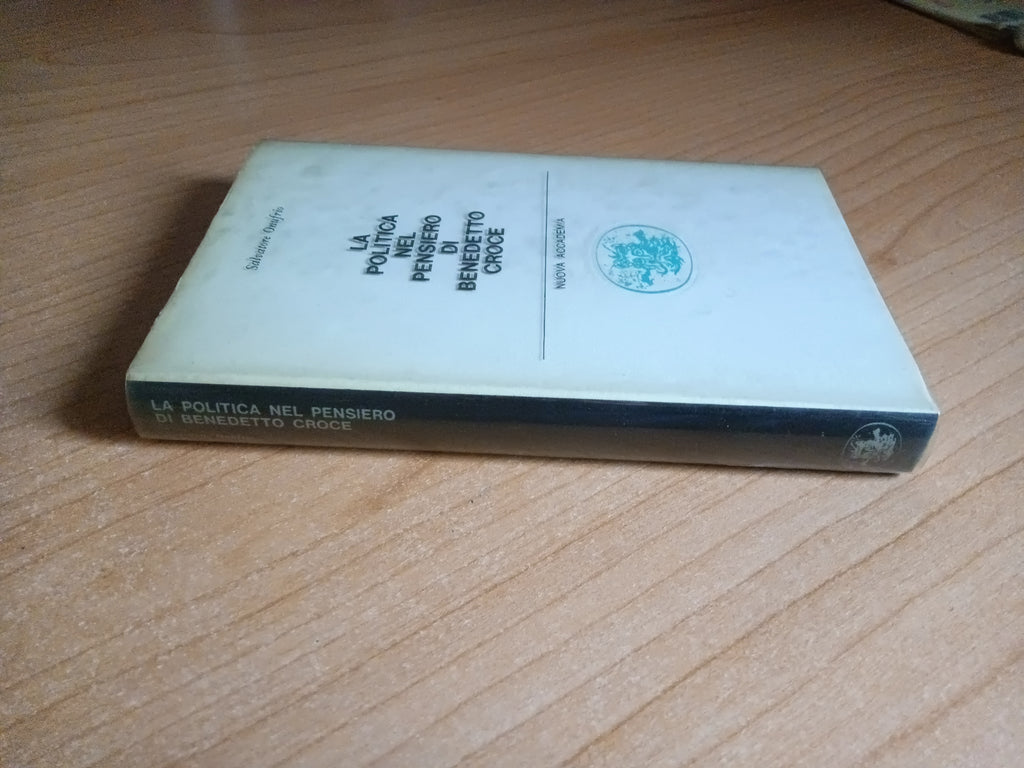 Salvatore Onufrio
LA
POLITICA
NEL
PENSIERO
DI
BENEDETTO
CROCE
NUOVA ACCADEMIA
LA POLITICA NEL PENSIERO
DI BENEDETTO CROCE